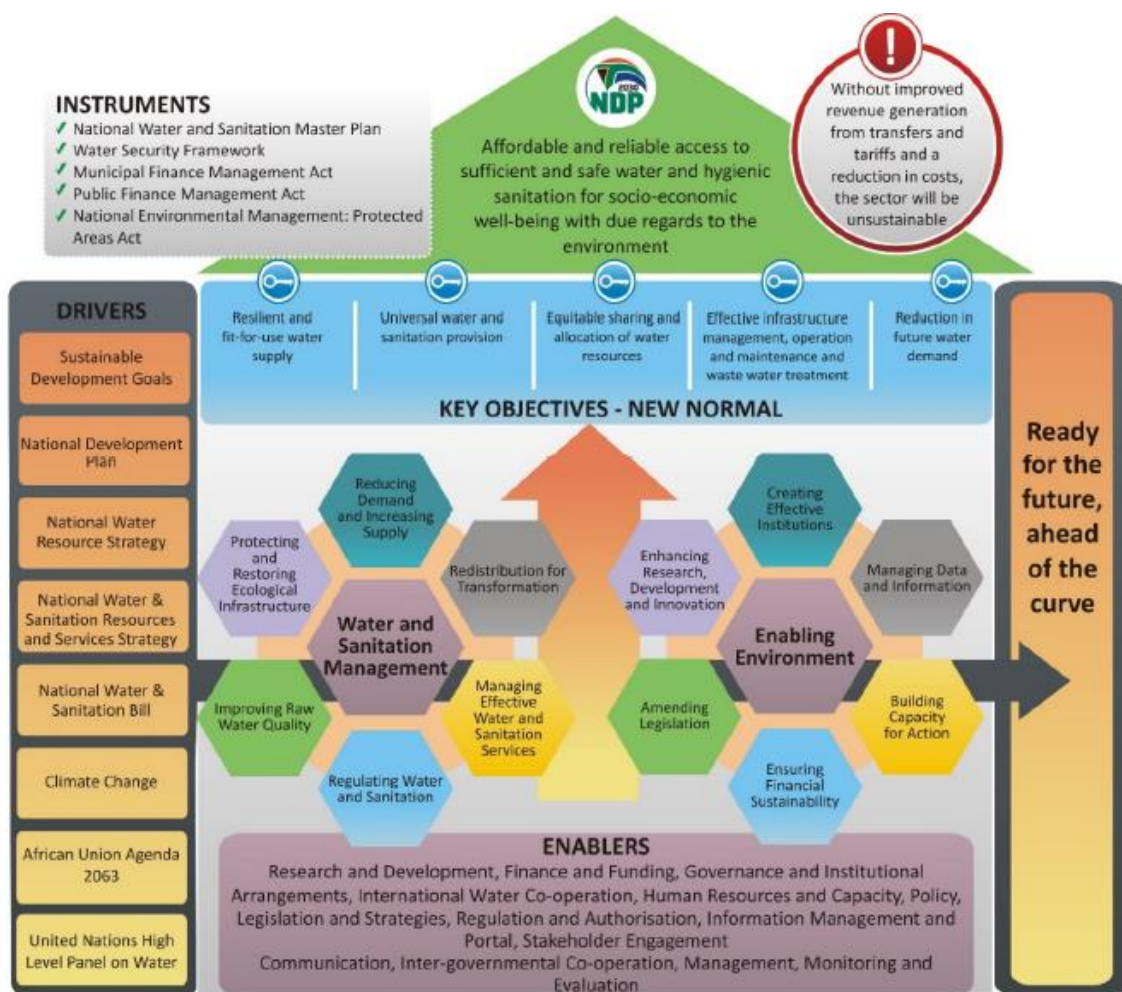 INSTRUMENTS
National Water and Sanitation Master Plan
Water Security Framework
Municipal Finance Management Act
Public Finance Management Act
National Environmental Management: Protected
Areas Act
2030
NDP
Affordable and reliable access to
sufficient and safe water and hygienic
sanitation for socio-economic
well-being with due regards to the
environment
!
Without improved
revenue generation
from transfers and
tariffs and a
reduction in costs,
the sector will be
unsustainable
DRIVERS
Sustainable
Development Goals
National Development
Plan
National Water
Resource Strategy
National Water &
Sanitation Resources
and Services Strategy
National Water &
Sanitation Bill
Climate Change
African Union Agenda
2063
United Nations High
Level Panel on Water
Resilient and
fit-for-use water
supply
Universal water and
sanitation provision
Equitable sharing and
allocation of water
resources
Effective infrastructure
management, operation
and maintenance and
waste water treatment
Reduction in
future water
demand
KEY OBJECTIVES - NEW NORMAL
Reducing
Demand
and Increasing
Supply
Protecting
and
Restoring
Ecological
Infrastructure
Redistribution for
Transformation
Water and
Sanitation
Management
Improving Raw
Water Quality
Managing
Effective
Water and
Sanitation
Services
Regulating Water
and Sanitation
Creating
Effective
Institutions
Enhancing
Research,
Development
and Innovation
Managing Data
and Information
Enabling
Environment
Amending
Legislation
Building
Capacity
for Action
Ensuring
Financial
Sustainability
Ready
for the
future,
ahead
of the
curve
ENABLERS
Research and Development, Finance and Funding, Governance and Institutional
Arrangements, International Water Co-operation, Human Resources and Capacity, Policy,
Legislation and Strategies, Regulation and Authorisation, Information Management and
Portal, Stakeholder Engagement
Communication, Inter-governmental Co-operation, Management, Monitoring and
Evaluation